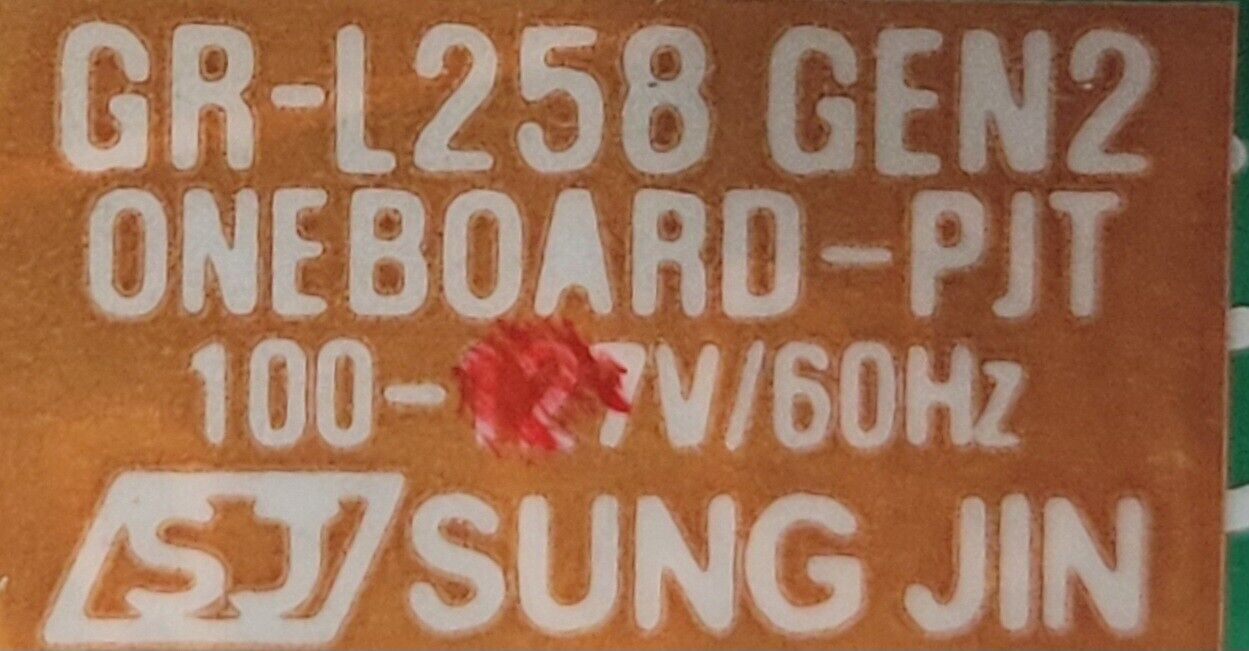 GR-L258 GEN2
ONEBOARD-PJT
100- 7V/60Hz
SJ SUNG JIN